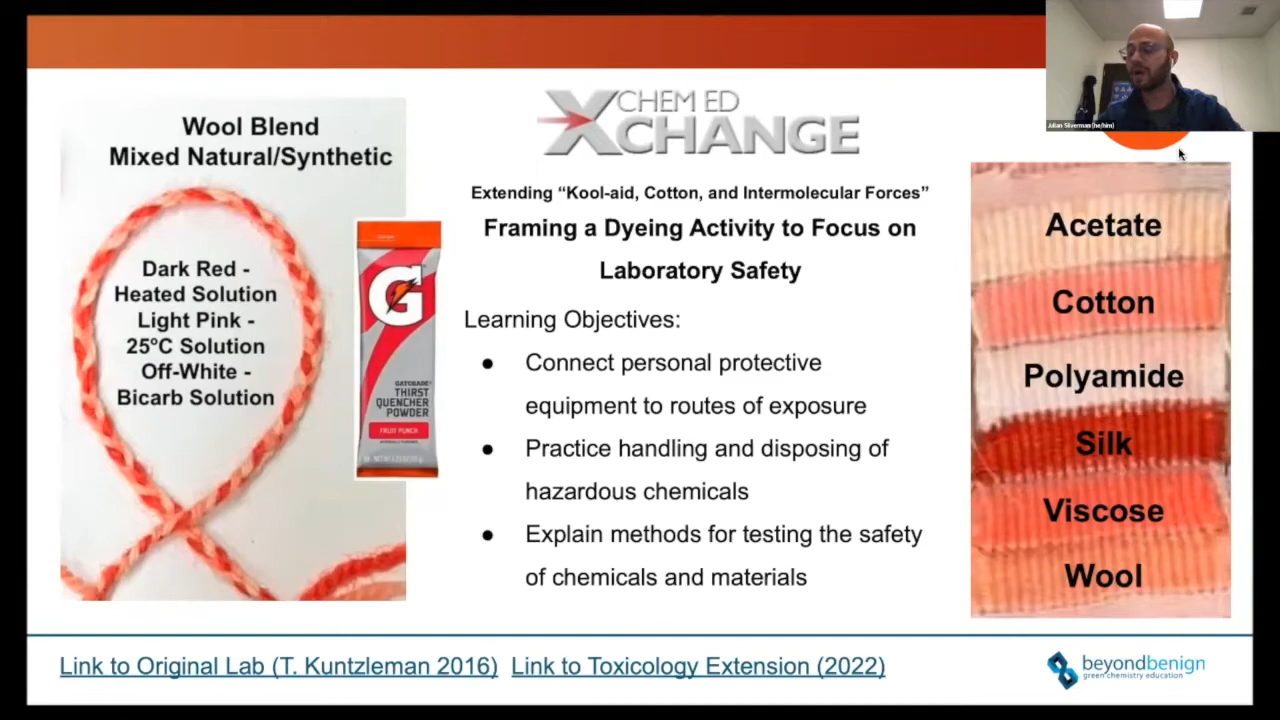 Wool Blend
Mixed Natural/Synthetic
Dark Red -
Heated Solution
Light Pink -
25°C Solution
Off-White -
Bicarb Solution
G
GATORADE
THIRST
QUENCHER
POWDER
FRUIT PUNCH
CHEM ED
XCHANGE
Extending “Kool-aid, Cotton, and Intermolecular Forces”
Framing a Dyeing Activity to Focus on
Laboratory Safety
Learning Objectives:
● Connect personal protective
equipment to routes of exposure
● Practice handling and disposing of
hazardous chemicals
● Explain methods for testing the safety
of chemicals and materials
Julian Silverman (he/him)
Acetate
Cotton
Polyamide
Silk
Viscose
Wool
Link to Original Lab (T. Kuntzleman 2016) Link to Toxicology Extension (2022)
beyondbenign
green chemistry education